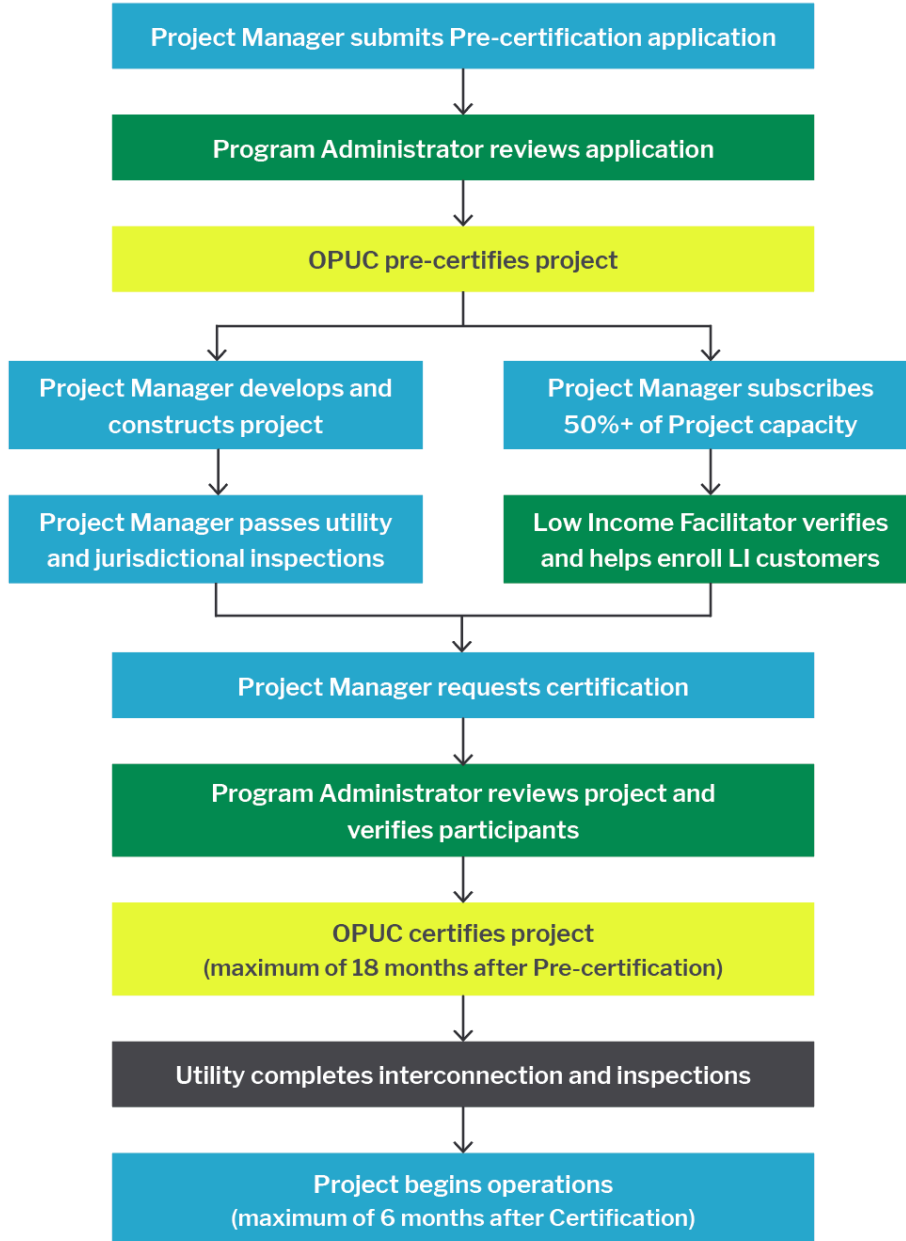 Project Manager submits Pre-certification application
Program Administrator reviews application
OPUC pre-certifies project
Project Manager develops and
constructs project
Project Manager subscribes
50%+ of Project capacity
Project Manager passes utility
and jurisdictional inspections
Low Income Facilitator verifies
and helps enroll LI customers
Project Manager requests certification
Program Administrator reviews project and
verifies participants
OPUC certifies project
(maximum of 18 months after Pre-certification)
Utility completes interconnection and inspections
Project begins operations
(maximum of 6 months after Certification)